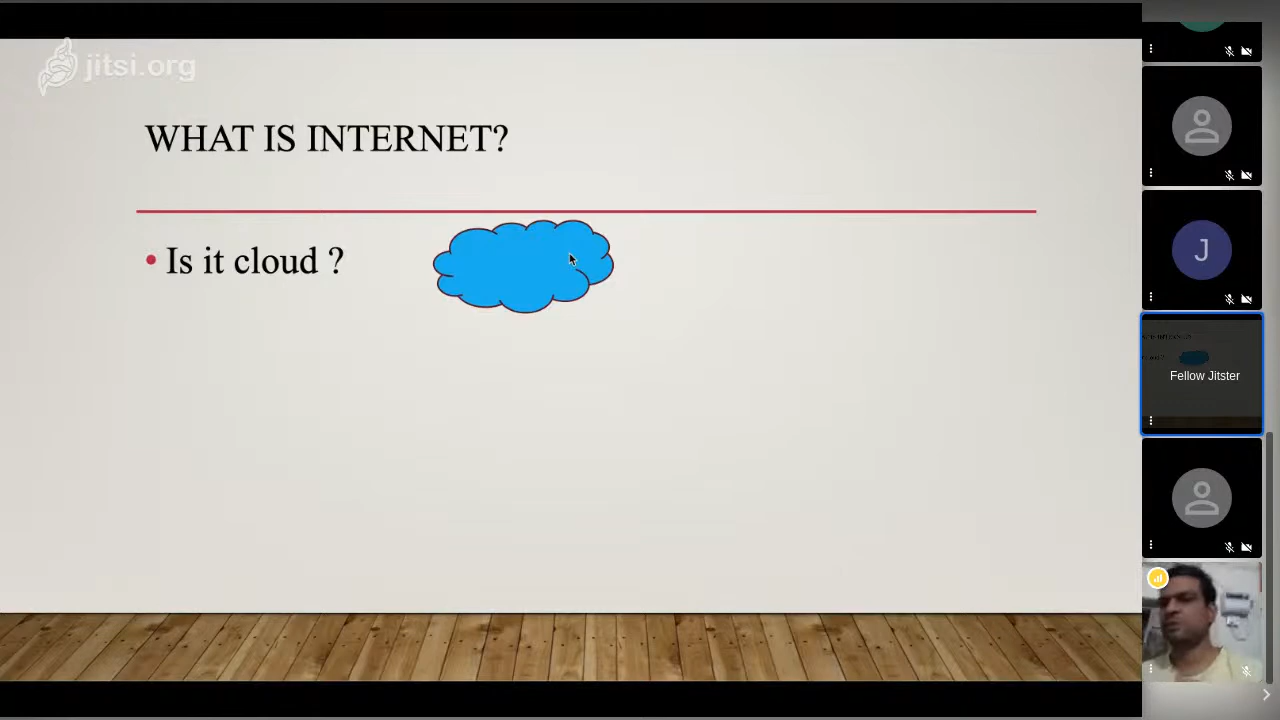 jitsi.org
WHAT IS INTERNET?
• Is it cloud ?
J
Fellow Jitster